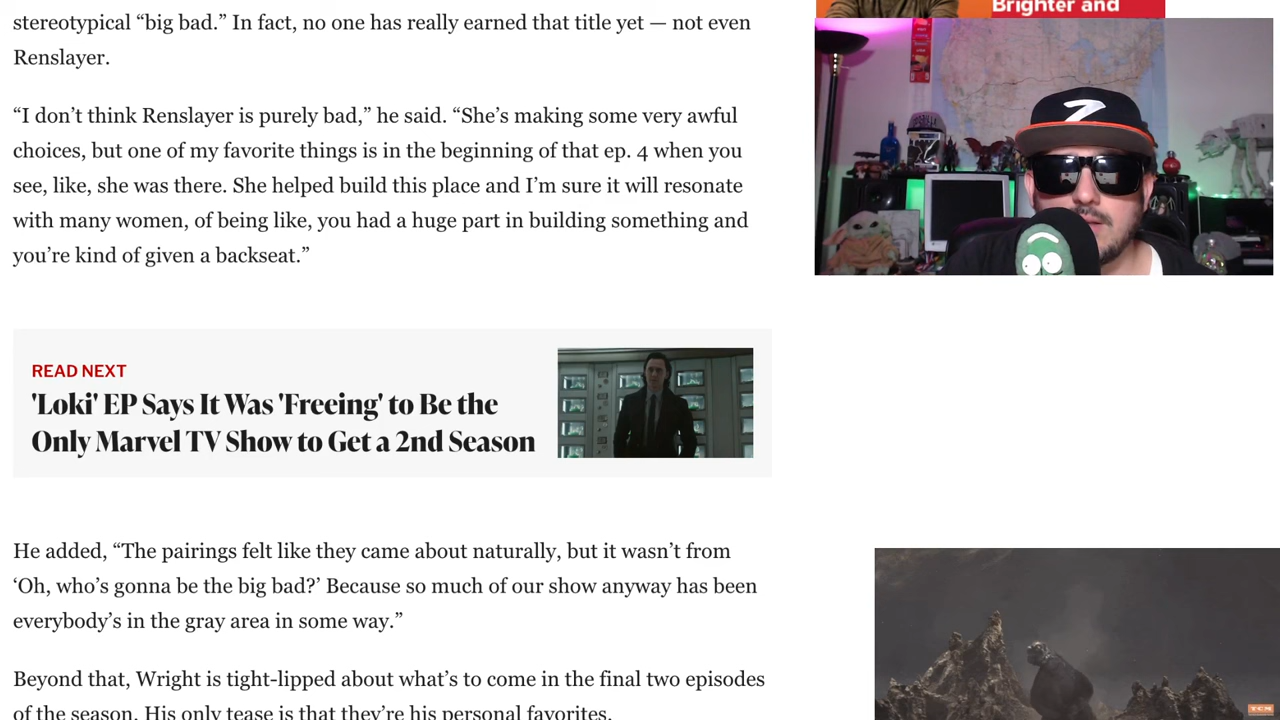 stereotypical “big bad.” In fact, no one has really earned that title yet — not even
Renslayer.
“I don’t think Renslayer is purely bad,” he said. “She’s making some very awful
choices, but one of my favorite things is in the beginning of that ep. 4 when you
see, like, she was there. She helped build this place and I’m sure it will resonate
with many women, of being like, you had a huge part in building something and
you’re kind of given a backseat.”
READ NEXT
'Loki' EP Says It Was 'Freeing' to Be the
Only Marvel TV Show to Get a 2nd Season
He added, “The pairings felt like they came about naturally, but it wasn’t from
‘Oh, who’s gonna be the big bad?’ Because so much of our show anyway has been
everybody’s in the gray area in some way.”
Beyond that, Wright is tight-lipped about what’s to come in the final two episodes
of the season. His only tease is that they’re his personal favorites.
Brighter and
TCM